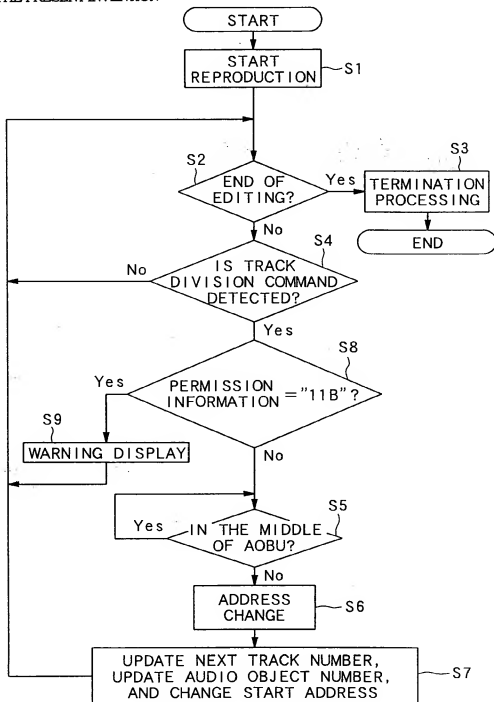 START
START
REPRODUCTION
S1
S2
END OF
EDITING?
Yes
S3
TERMINATION
PROCESSING
END
No
S4
No
IS TRACK
DIVISION COMMAND
DETECTED?
Yes
S8
Yes
PERMISSION
INFORMATION ="11B"?
S9
WARNING DISPLAY
No
S5
Yes
IN THE MIDDLE
OF AOBU?
No
ADDRESS
CHANGE
S6
UPDATE NEXT TRACK NUMBER,
UPDATE AUDIO OBJECT NUMBER,
AND CHANGE START ADDRESS
S7